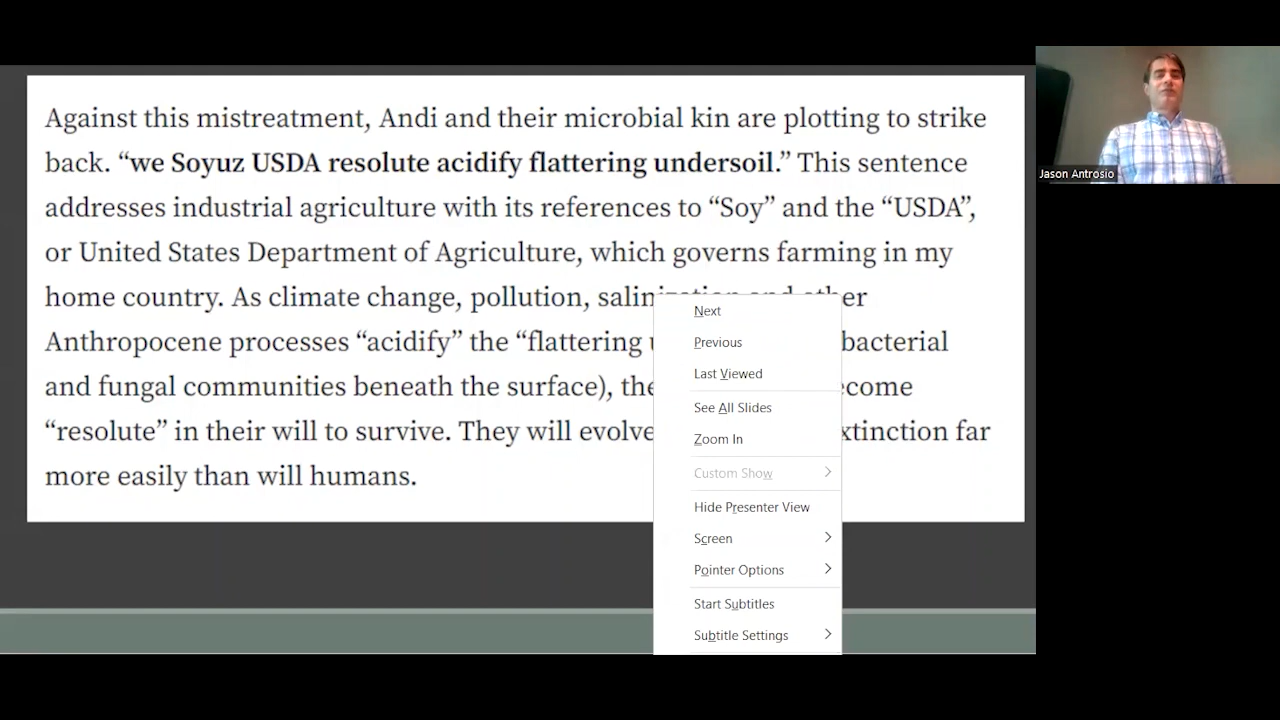 Against this mistreatment, Andi and their microbial kin are plotting to strike
back. “we Soyuz USDA resolute acidify flattering undersoil.” This sentence
addresses industrial agriculture with its references to “Soy” and the “USDA”,
or United States Department of Agriculture, which governs farming in my
home country. As climate change, pollution, salinization and other
Anthropocene processes “acidify” the “flattering bacterial
and fungal communities beneath the surface),
“resolute” in their will to survive. They will evolve far
more easily than will humans.
Next
Previous
Last Viewed
See All Slides
Zoom In
Custom Show
Hide Presenter View
Screen
Pointer Options
Start Subtitles
Subtitle Settings
Jason Antrosio